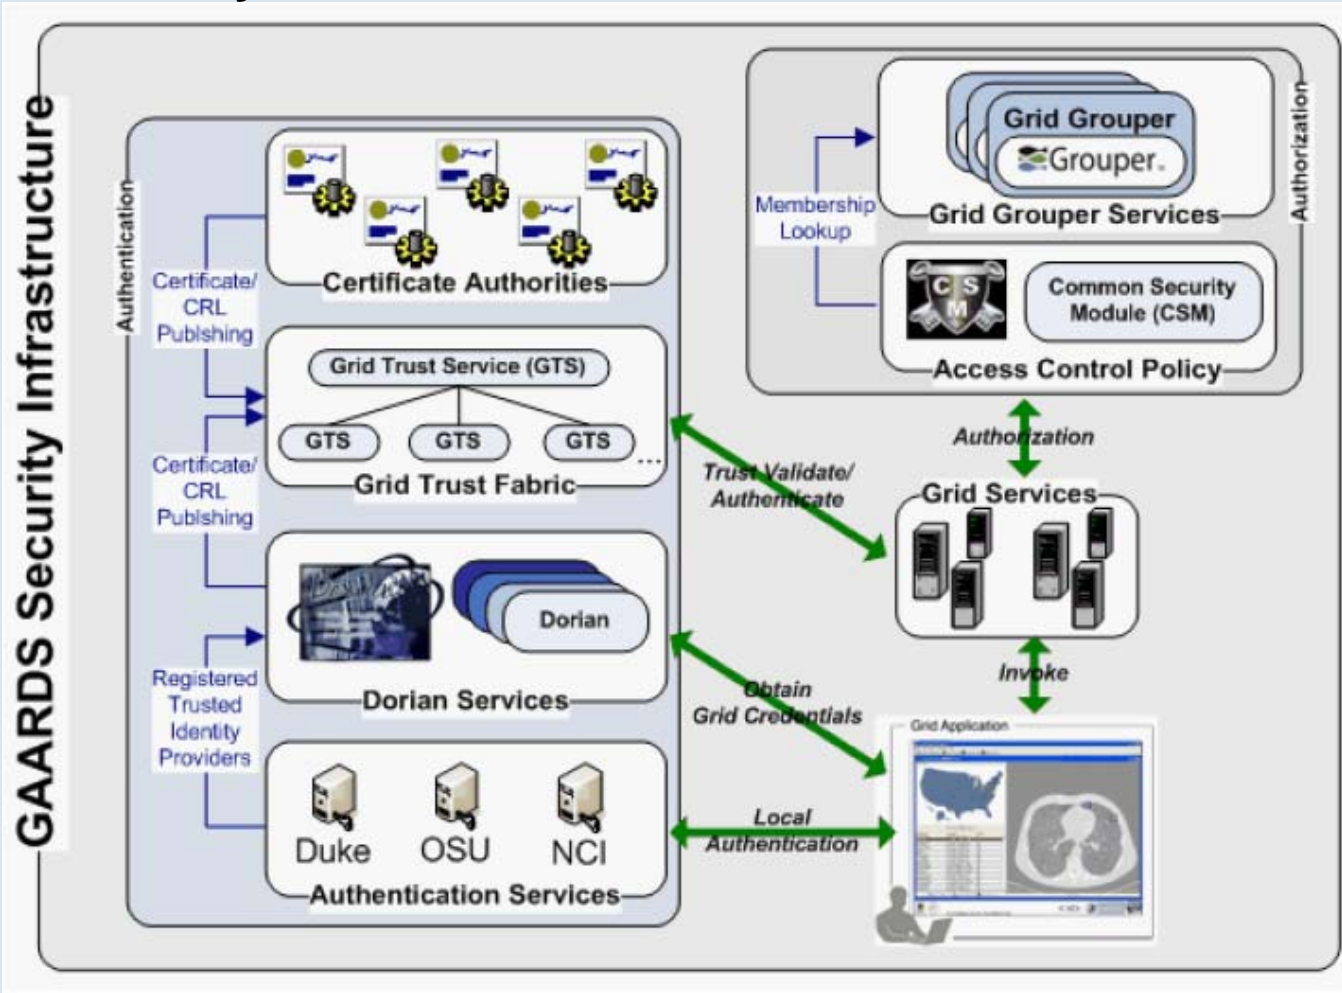 GAARDS Security Infrastructure
Authentication
Certificate Authorities
Certificate/
CRL
Publshing
Grid Trust Service (GTS)
GTS
GTS
GTS
....
Grid Trust Fabric
Certificate/
CRL
Publshing
Dorian
Dorian Services
Registered
Trusted
Identity
Providers
Duke
OSU
NCI
Authentication Services
Authorization
Grid Grouper
Grouper
Grid Grouper Services
Membership
Lookup
C S
M
Common Security
Module (CSM)
Access Control Policy
Authorization
Trust Validate/
Authenticate
Grid Services
Invoke
Obtain
Grid Credentials
Local
Authentication
Grid Application